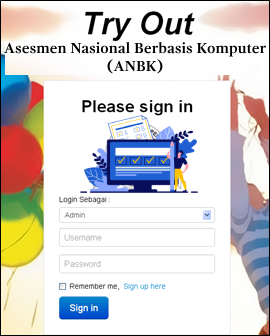 Try Out
Asesmen Nasional Berbasis Komputer
(ANBK)
Please sign in
Login Sebagai :
Admin
Username
Password
Remember me, Sign up here
Sign in